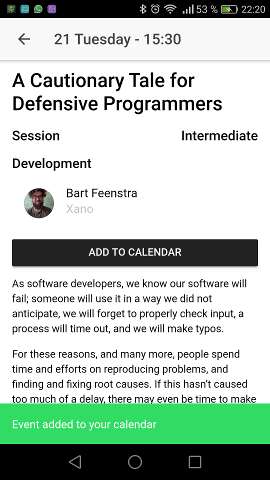 53 % 22:20
21 Tuesday - 15:30
A Cautionary Tale for
Defensive Programmers
Session Intermediate
Development
Bart Feenstra
Xano
ADD TO CALENDAR
As software developers, we know our software will
fail; someone will use it in a way we did not
anticipate, we will forget to properly check input, a
process will time out, and we will make typos.
For these reasons, and many more, people spend
time and efforts on reproducing problems, and
finding and fixing root causes. If this hasn't caused
too much of a delay, there may even be time to make
Event added to your calendar